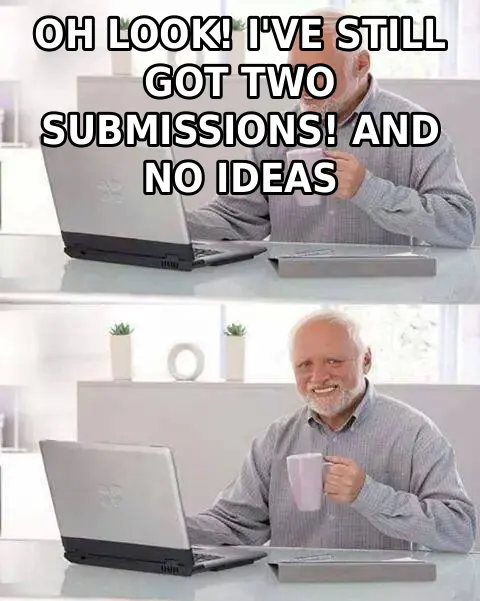 OH LOOK! I'VE STILL
GOT TWO
SUBMISSIONS! AND
NO IDEAS